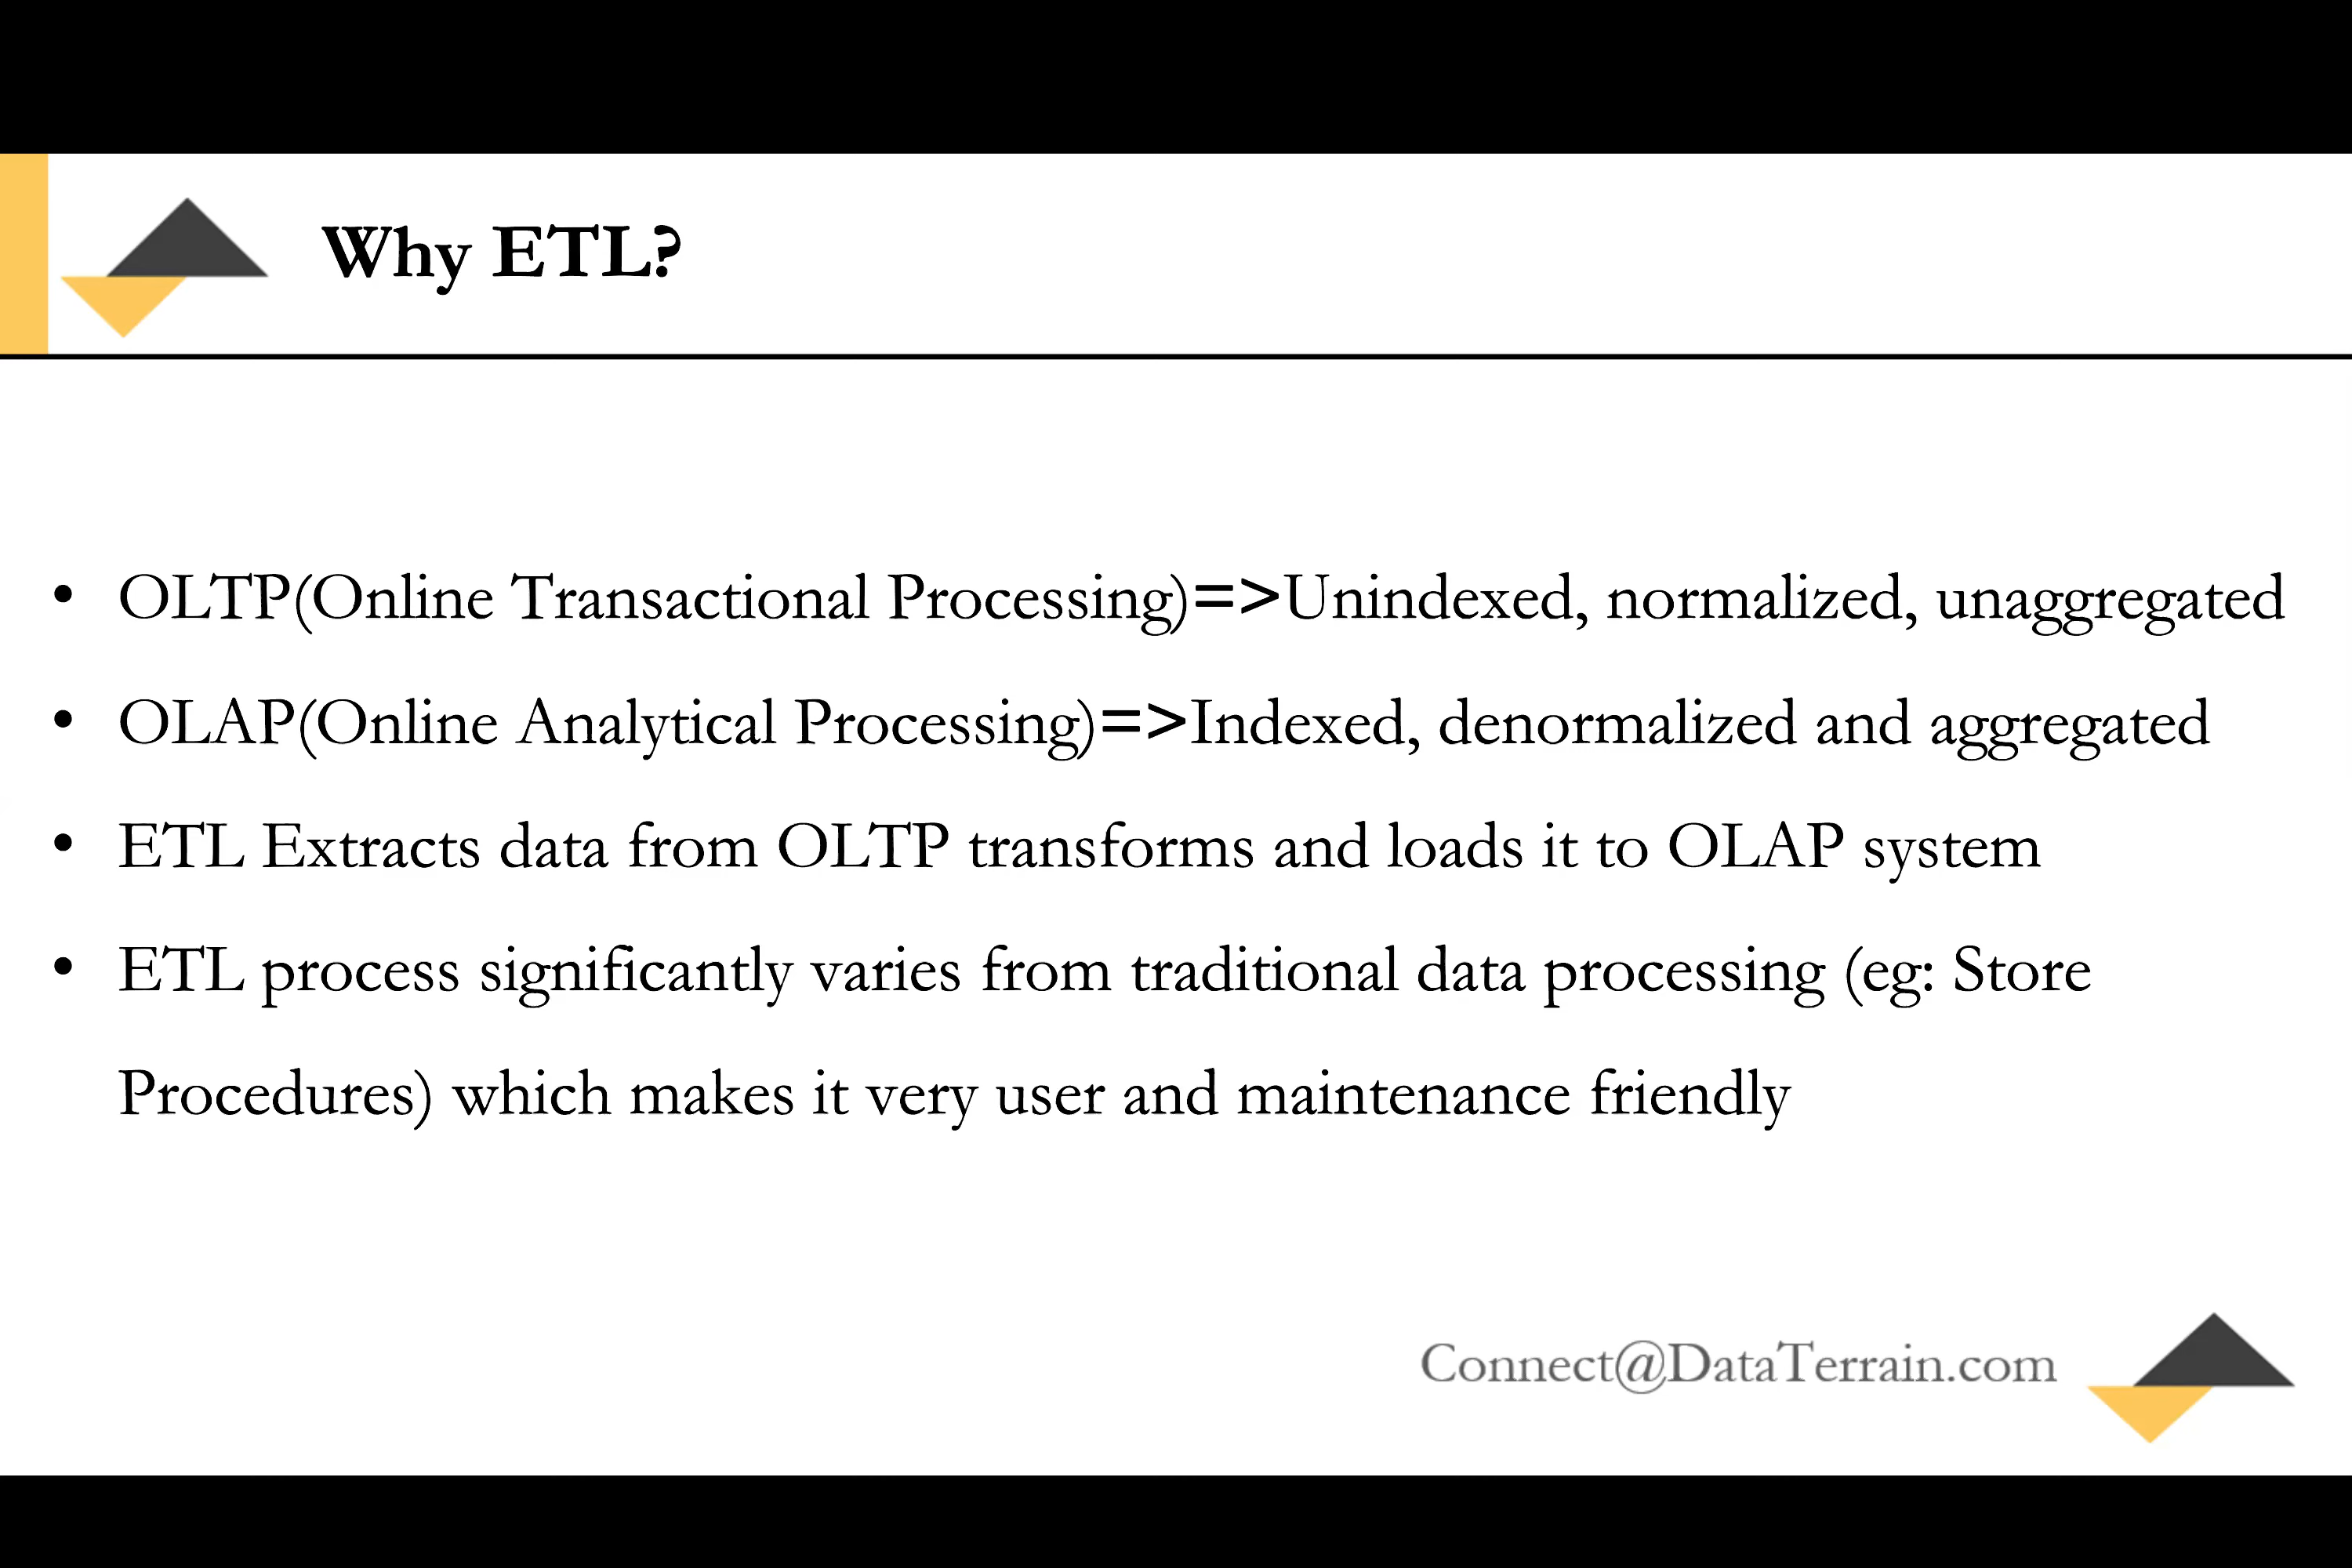 Why ETL?
• OLTP(Online Transactional Processing)=>Unindexed, normalized, unaggregated
• OLAP(Online Analytical Processing)=>Indexed, denormalized and aggregated
• ETL Extracts data from OLTP transforms and loads it to OLAP system
• ETL process significantly varies from traditional data processing (eg: Store
Procedures) which makes it very user and maintenance friendly
Connect@DataTerrain.com